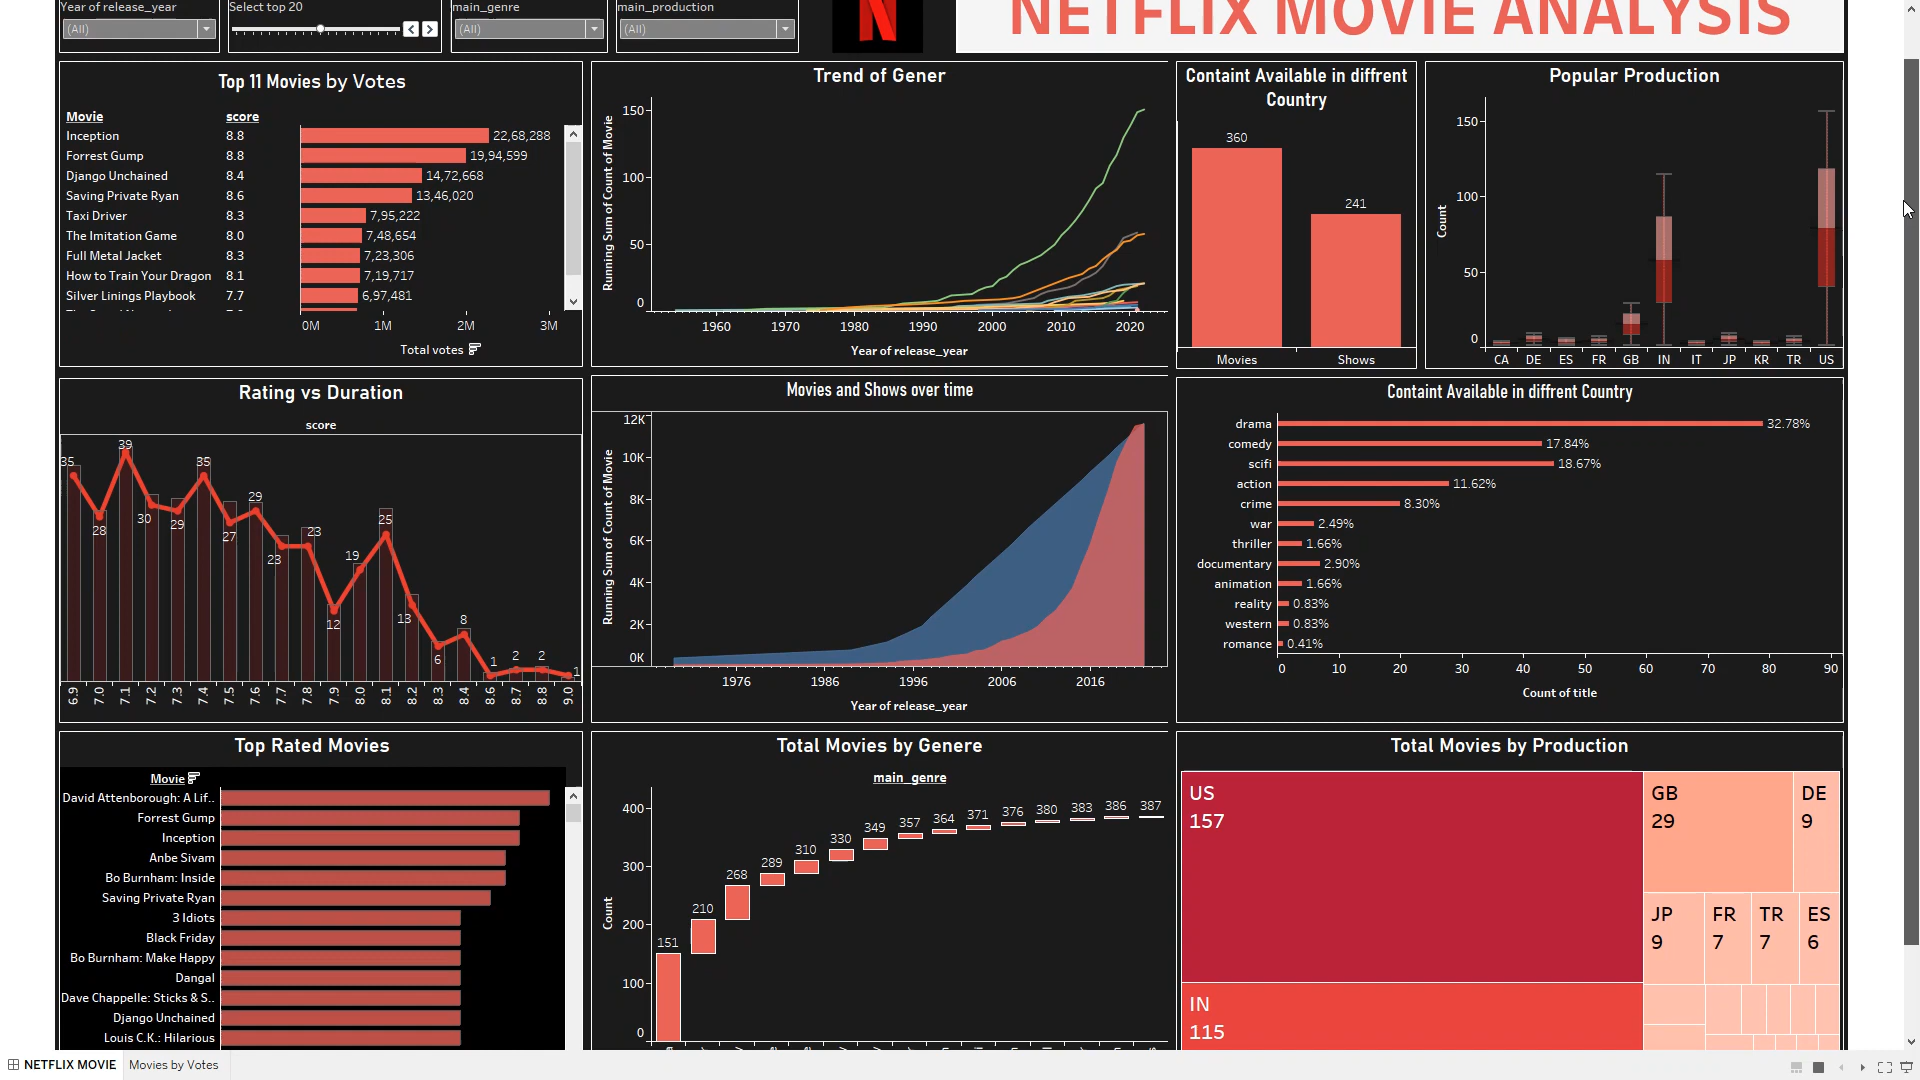 Year of release_year
(All)
Select top 20
main_genre
(All)
main_production
(All)
N
NETFLIX MOVIE ANALYSIS
Top 11 Movies by Votes
Movie score
Inception 8.8 22,68,288
Forrest Gump 8.8 19,94,599
Django Unchained 8.4 14,72,668
Saving Private Ryan 8.6 13,46,020
Taxi Driver 8.3 7,95,222
The Imitation Game 8.0 7,48,654
Full Metal Jacket 8.3 7,23,306
How to Train Your Dragon 8.1 7,19,717
Silver Linings Playbook 7.7 6,97,481
0M 1M 2M 3M
Total votes
Trend of Gener
Running Sum of Count of Movie
150
100
50
0
1960 1970 1980 1990 2000 2010 2020
Year of release_year
Containt Available in diffrent
Country
360
241
Movies Shows
Popular Production
Count
150
100
50
0
CA DE ES FR GB IN IT JP KR TR US
Rating vs Duration
score
35 28 39 30 29 35 27 29 23 23 12 19 25 13 6 8 1 2 2 1
6.9 7.0 7.1 7.2 7.3 7.4 7.5 7.6 7.7 7.8 7.9 8.0 8.1 8.2 8.3 8.4 8.6 8.7 8.8 9.0
Movies and Shows over time
Running Sum of Count of Movie
12K
10K
8K
6K
4K
2K
0K
1976 1986 1996 2006 2016
Year of release_year
Containt Available in diffrent Country
drama 32.78%
comedy 17.84%
scifi 18.67%
action 11.62%
crime 8.30%
war 2.49%
thriller 1.66%
documentary 2.90%
animation 1.66%
reality 0.83%
western 0.83%
romance 0.41%
0 10 20 30 40 50 60 70 80 90
Count of title
Top Rated Movies
Movie
David Attenborough: A Lif..
Forrest Gump
Inception
Anbe Sivam
Bo Burnham: Inside
Saving Private Ryan
3 Idiots
Black Friday
Bo Burnham: Make Happy
Dangal
Dave Chappelle: Sticks & S..
Django Unchained
Louis C.K.: Hilarious
Total Movies by Genere
main_genre
Count
400
300
200
100
0
151 210 268 289 310 330 349 357 364 371 376 380 383 386 387
Total Movies by Production
US
157
IN
115
GB
29
DE
9
JP
9
FR
7
TR
7
ES
6
NETFLIX MOVIE
Movies by Votes